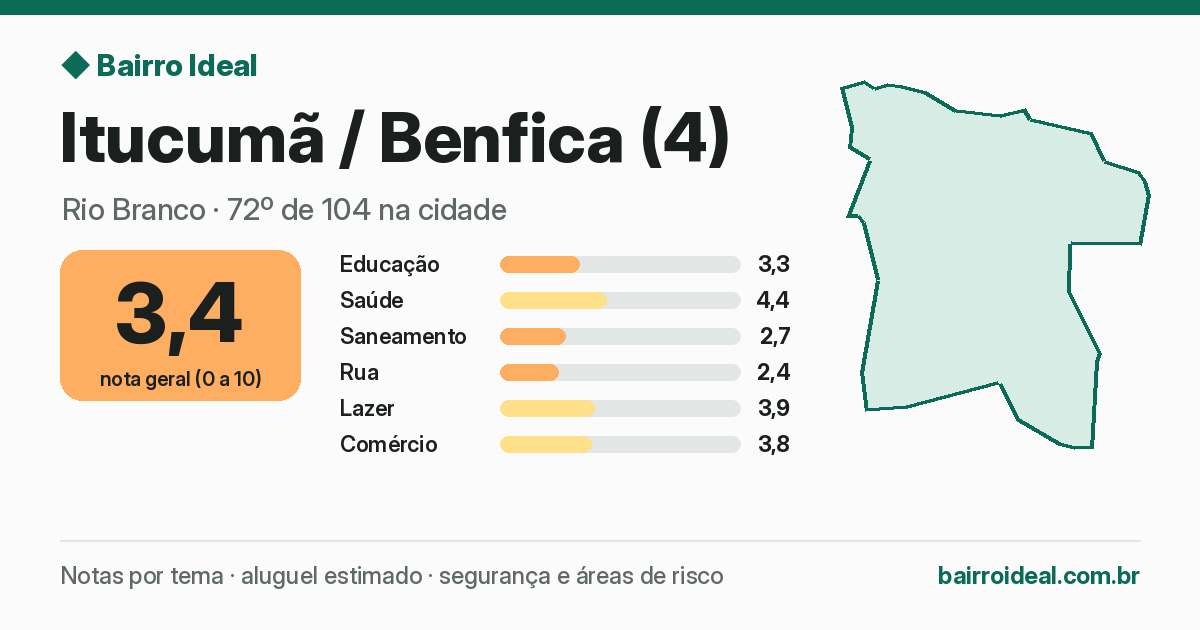 Bairro Ideal
Itucumã / Benfica (4)
Rio Branco · 72º de 104 na cidade
3,4
nota geral (0 a 10)
Educação 3,3
Saúde 4,4
Saneamento 2,7
Rua 2,4
Lazer 3,9
Comércio 3,8
Notas por tema · aluguel estimado · segurança e áreas de risco
bairroideal.com.br